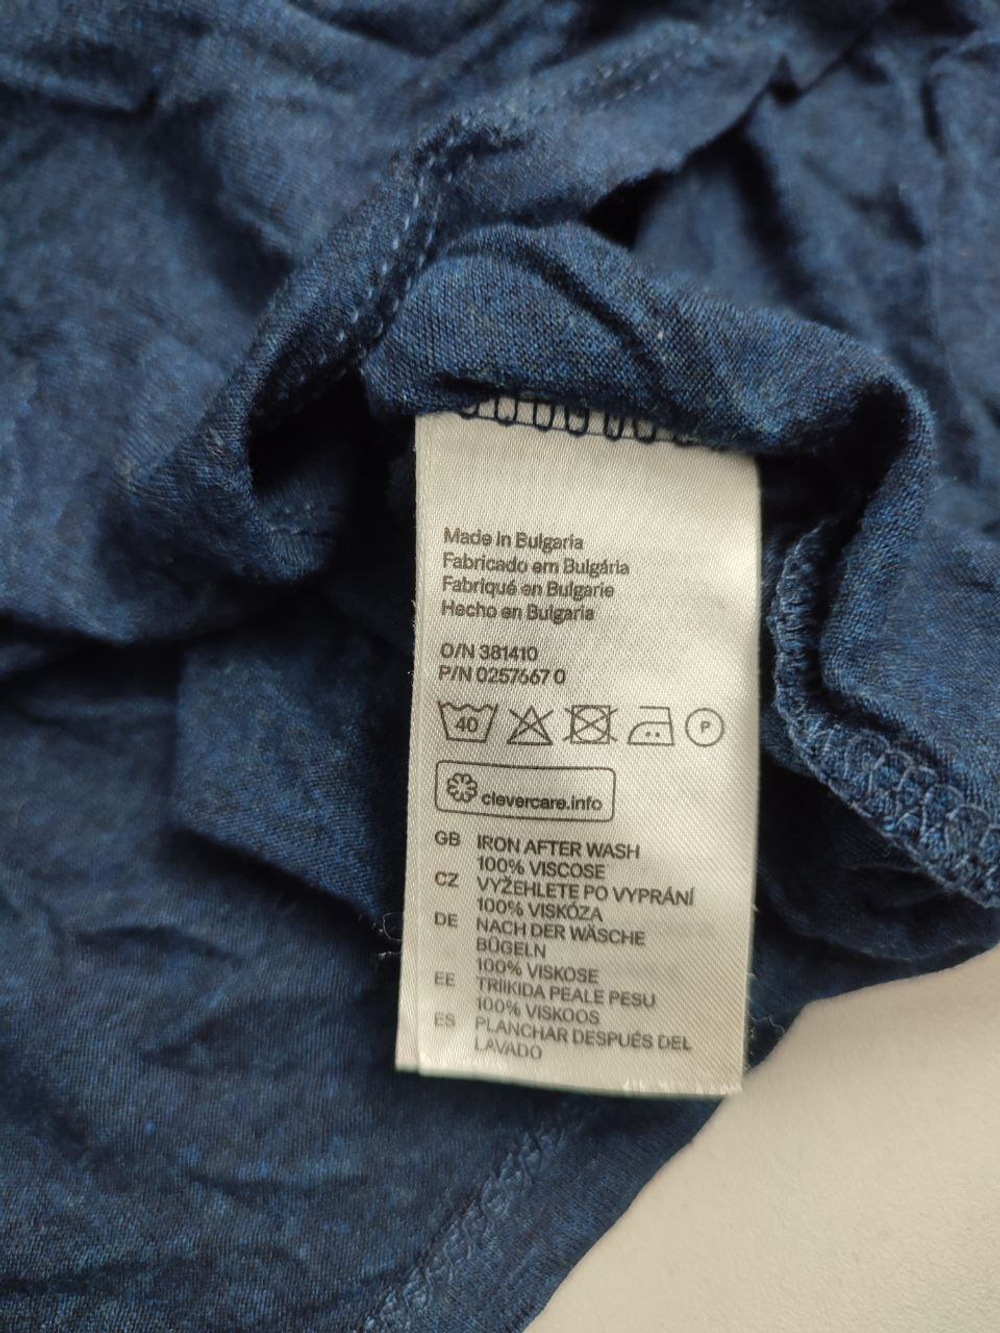 Made in Bulgaria
Fabricado em Bulgária
Fabriqué en Bulgarie
Hecho en Bulgaria
O/N 381410
P/N 0257667 0
40 P
clevercare.info
GB IRON AFTER WASH
100% VISCOSE
CZ VYŽEHLETE PO VYPRÁNÍ
100% VISKÓZA
DE NACH DER WÄSCHE
BÜGELN
100% VISKOSE
EE TRIIKIDA PEALE PESU
100% VISKOOS
ES PLANCHAR DESPUÉS DEL
LAVADO